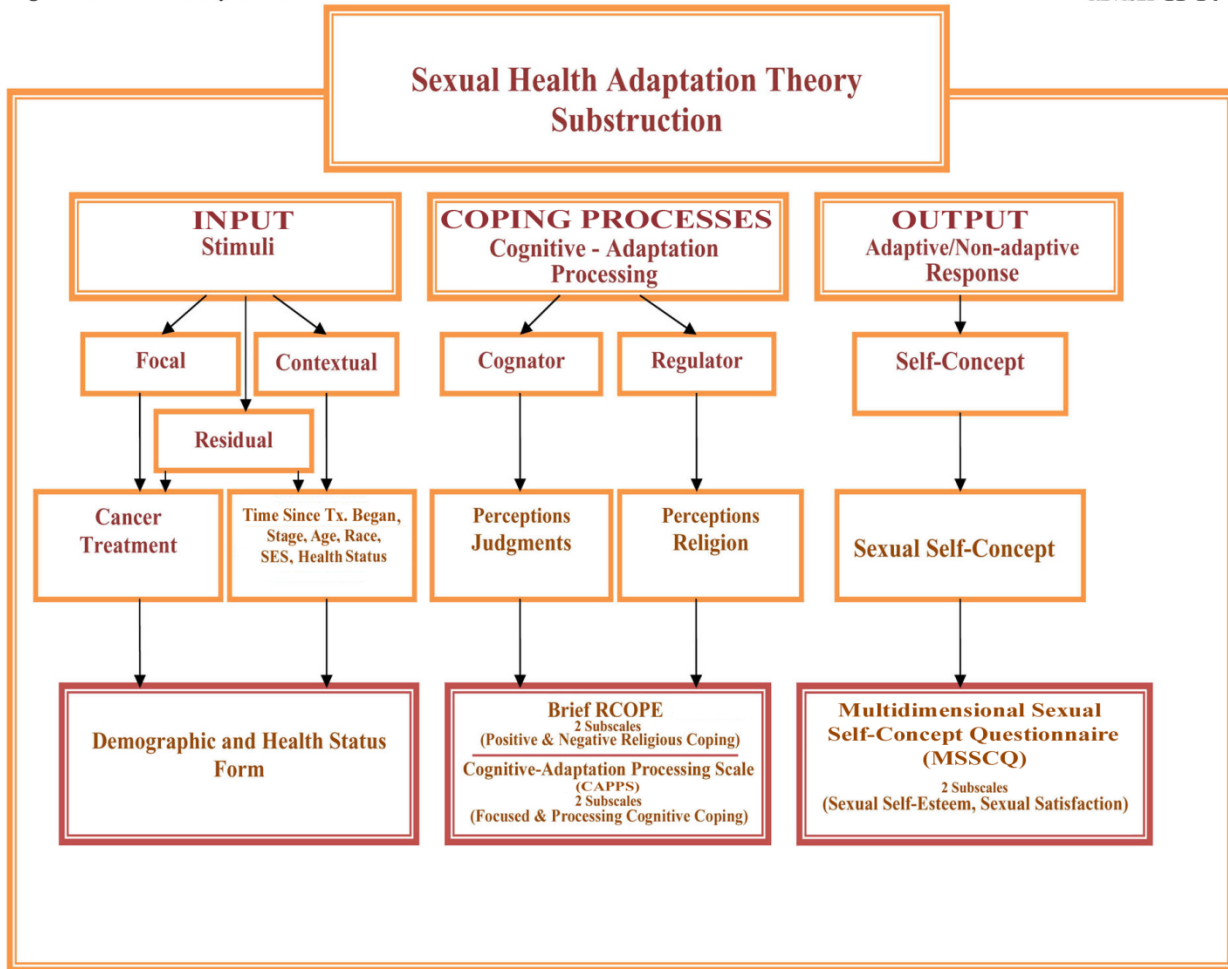 Sexual Health Adaptation Theory
Substruction
INPUT
Stimuli
COPING PROCESSES
Cognitive - Adaptation
Processing
OUTPUT
Adaptive/Non-adaptive
Response
Focal
Contextual
Residual
Cognator
Regulator
Self-Concept
Cancer
Treatment
Time Since Tx. Began,
Stage, Age, Race,
SES, Health Status
Perceptions
Judgments
Perceptions
Religion
Sexual Self-Concept
Demographic and Health Status
Form
Brief RCOPE
2 Subscales
(Positive & Negative Religious Coping)
Cognitive-Adaptation Processing Scale
(CAPPS)
2 Subscales
(Focused & Processing Cognitive Coping)
Multidimensional Sexual
Self-Concept Questionnaire
(MSSCQ)
2 Subscales
(Sexual Self-Esteem, Sexual Satisfaction)